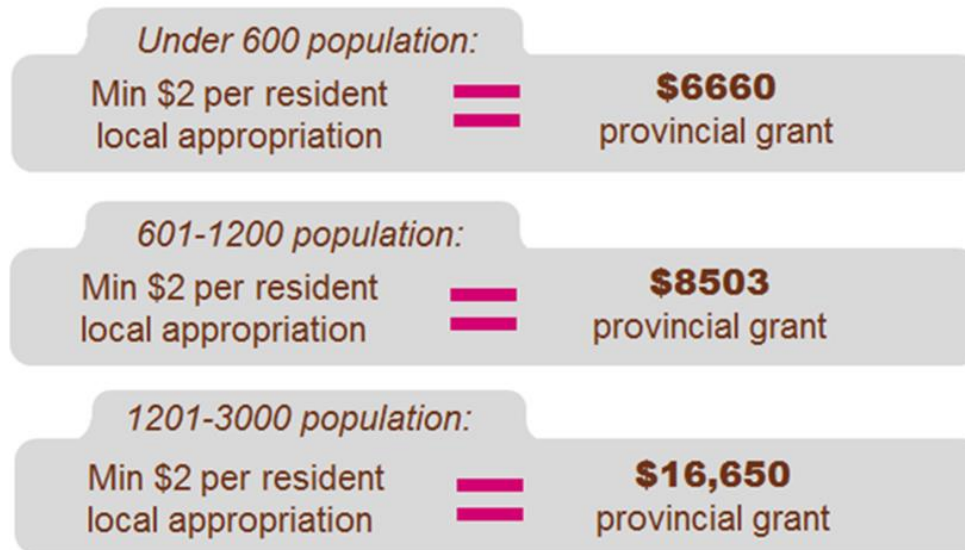 Under 600 population:
Min $2 per resident
local appropriation
=
$6660
provincial grant
601-1200 population:
Min $2 per resident
local appropriation
=
$8503
provincial grant
1201-3000 population:
Min $2 per resident
local appropriation
=
$16,650
provincial grant